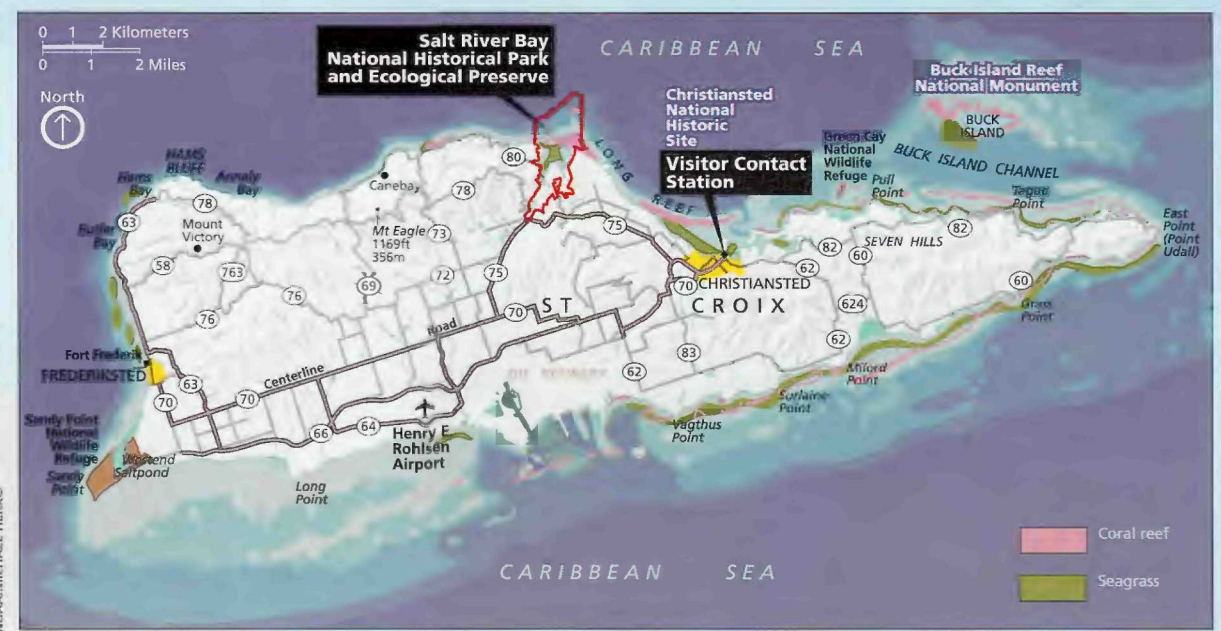 0 1 2 Kilometers
0 1 2 Miles
North
Salt River Bay
National Historical Park
and Ecological Preserve
CARIBBEAN SEA
Buck Island Reef
National Monument
BUCK
ISLAND
Christiansted
National
Historic
Site
Visitor Contact
Station
Green Cay
National
Wildlife
Refuge
BUCK ISLAND CHANNEL
Pull
Point
Tague
Point
East
Point
(Point
Udall)
LONG
REEF
HAMS
BLUFF
Hams
Bay
Annaly
Bay
Butler
Bay
Canebay
80
78
78
63
Mount
Victory
Mt Eagle
1169ft
356m
73
75
82
SEVEN HILLS
82
60
58
763
76
69
72
75
62
60
70
CHRISTIANSTED
ST CROIX
624
Grass
Point
76
70
Road
Centerline
83
62
62
Milord
Point
Fort Frederik
FREDERIKSTED
63
70
70
OIL REFINERY
Surlaine
Point
Vagthus
Point
66
64
Henry E
Rohlsen
Airport
Sandy Point
National
Wildlife
Refuge
Westend
Saltpond
Sandy
Point
Long
Point
CARIBBEAN SEA
Coral reef
Seagrass